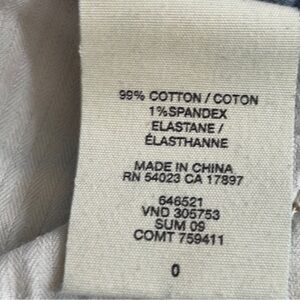 99% COTTON / COTON
1% SPANDEX
ELASTANE /
ÉLASTHANNE
MADE IN CHINA
RN 54023 CA 17897
646521
VND 305753
SUM 09
COMT 759411
0